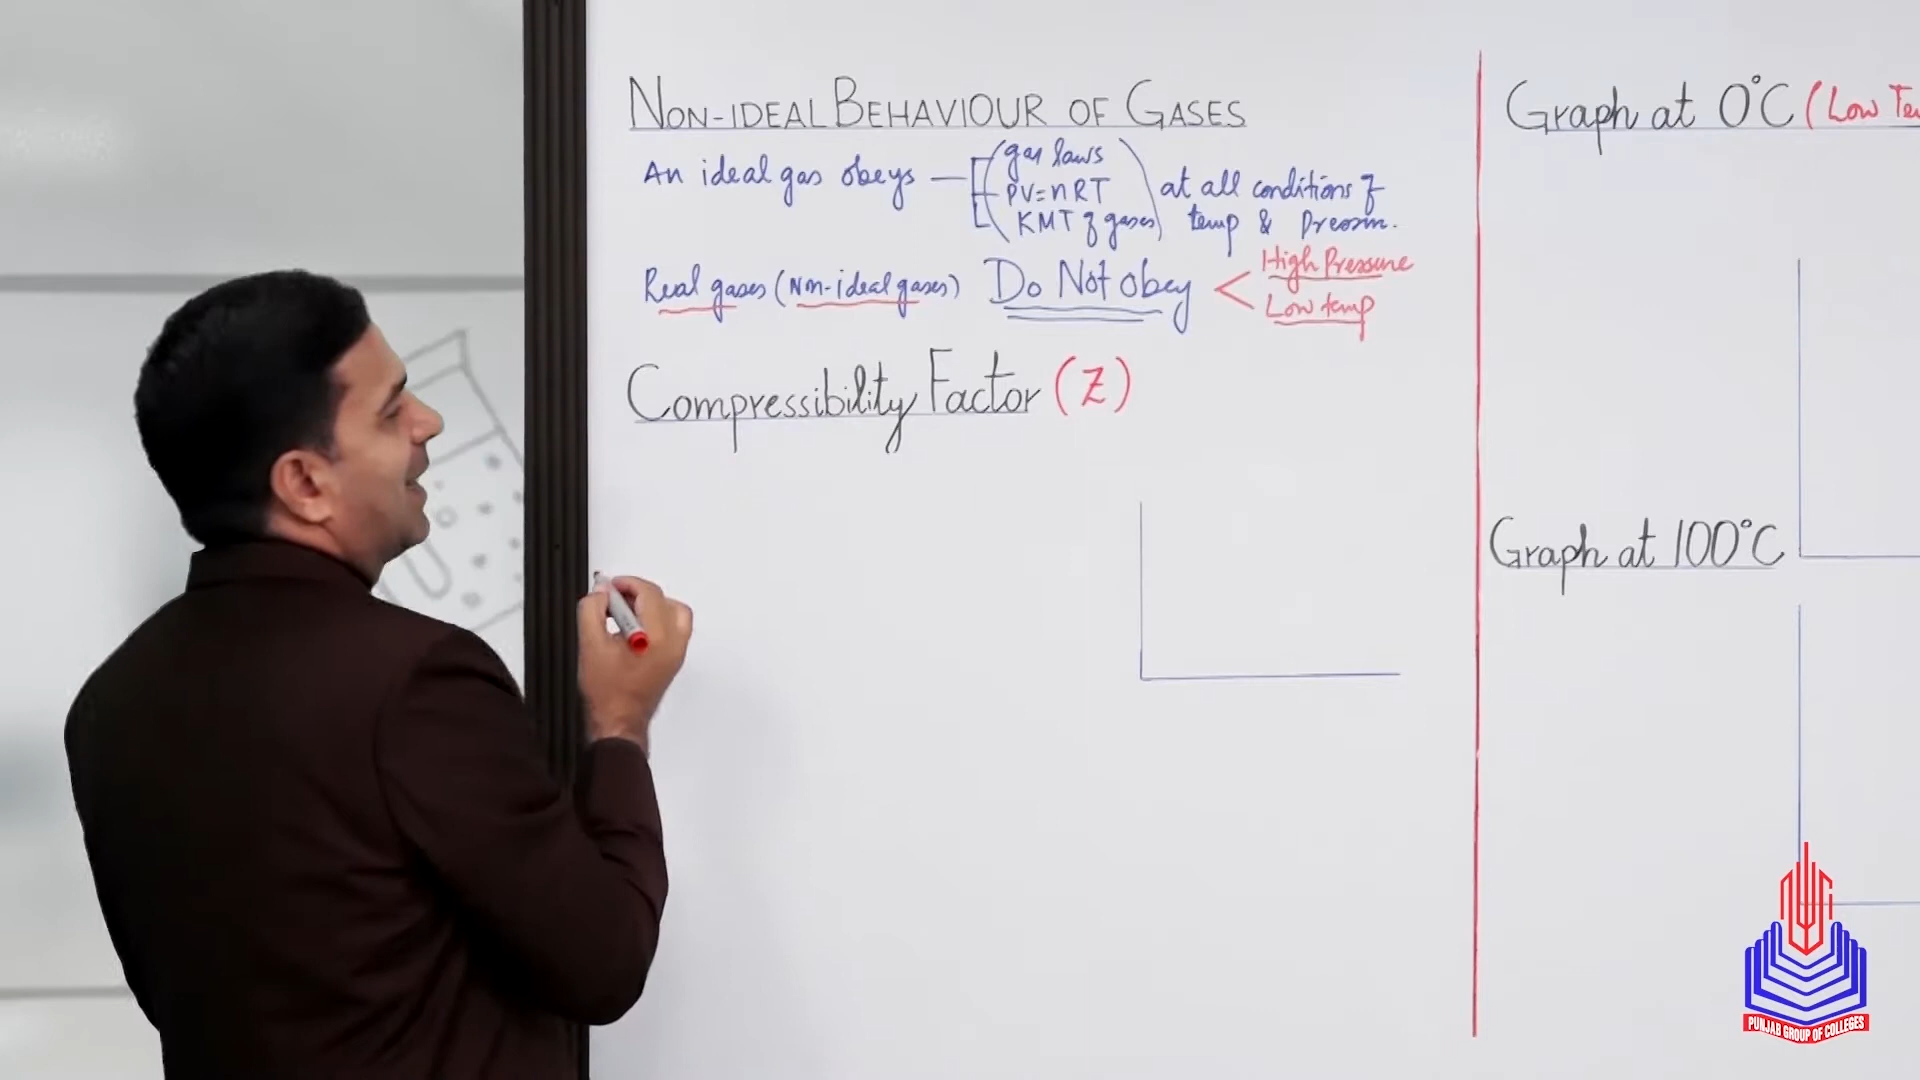 NON-IDEAL BEHAVIOUR OF GASES
An ideal gas obeys — gas laws
PV=nRT
KMT of gases
at all conditions of
temp & Pressure.
Real gases (Non-ideal gases) Do Not obey
High Pressure
Low temp
Compressibility Factor (Z)
Graph at 0°C (Low Te
Graph at 100°C
PUNJAB GROUP OF COLLEGES